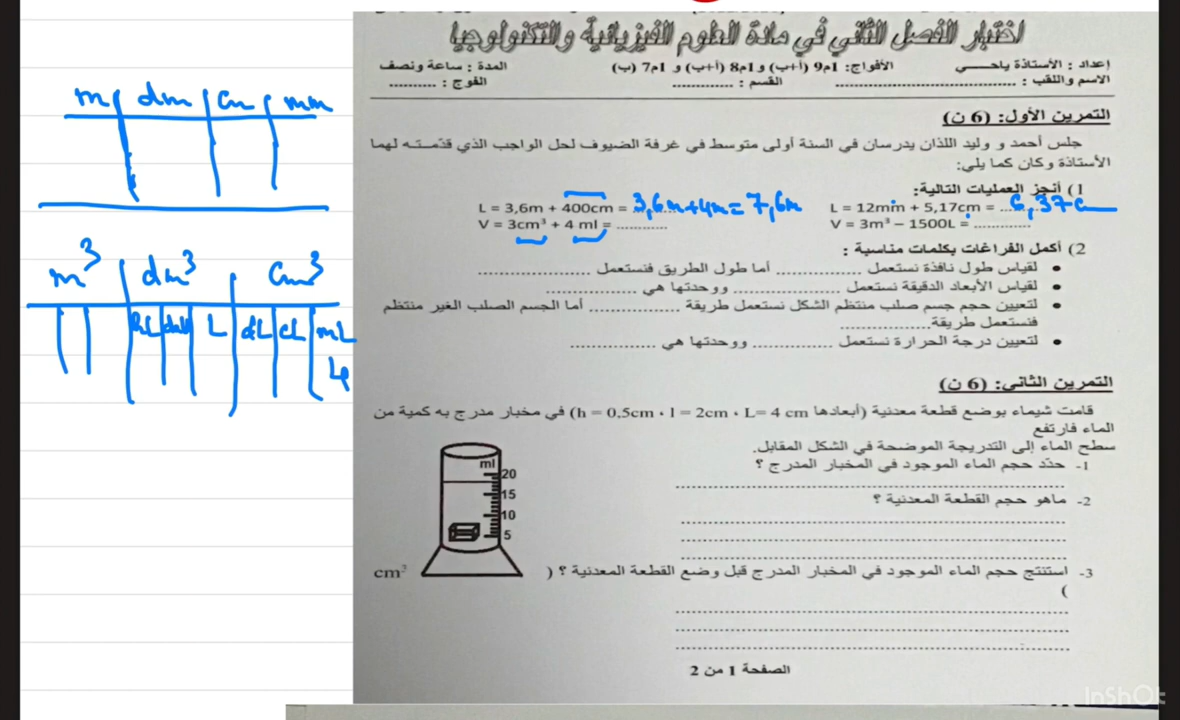 اختبار الفصل الثاني في مادة العلوم الفيزيائية والتكنولوجيا
إعداد : الأستاذة ياحــــــي الأفواج: 1م9 (أ+ب) و 1م8 (أ+ب) و 1م7 (ب) المدة : ساعة ونصف
الاسم واللقب : ............................................ القسم : ............... الفوج : ..........
التمرين الأول: (6 ن)
جلس أحمد و وليد اللذان يدرسان في السنة أولى متوسط في غرفة الضيوف لحل الواجب الذي قدّمتــه لهما
الأستاذة وكان كما يلي:
1) أنجز العمليات التالية:
L = 3,6m + 400cm = 3,6m+4m = 7,6m
L = 12mm + 5,17cm = ... 6,37c
V = 3cm³ + 4 ml = ............
V = 3m³ – 1500L = ............
2) أكمل الفراغات بكلمات مناسبة :
• لقياس طول نافذة نستعمل .............. أما طول الطريق فنستعمل ......................
• لقياس الأبعاد الدقيقة نستعمل ................. ووحدتها هي ................
• لتعيين حجم جسم صلب منتظم الشكل نستعمل طريقة ................ أما الجسم الصلب الغير منتظم
فنستعمل طريقة................
• لتعيين درجة الحرارة نستعمل .............. ووحدتها هي ...............
التمرين الثاني: (6 ن)
قامت شيماء بوضع قطعة معدنية (أبعادها h = 0.5cm ، l = 2cm ، L= 4 cm) في مخبار مدرج به كمية من
الماء فارتفع
سطح الماء إلى التدريجة الموضحة في الشكل المقابل.
1- حدّد حجم الماء الموجود في المخبار المدرج ؟
2- ماهو حجم القطعة المعدنية ؟
3- استنتج حجم الماء الموجود في المخبار المدرج قبل وضع القطعة المعدنية ؟ ( cm³
)
ml
20
15
10
5
الصفحة 1 من 2
m dm cm mm
m³ dm³ cm³
hL daL L dL cL mL
4
InShOt